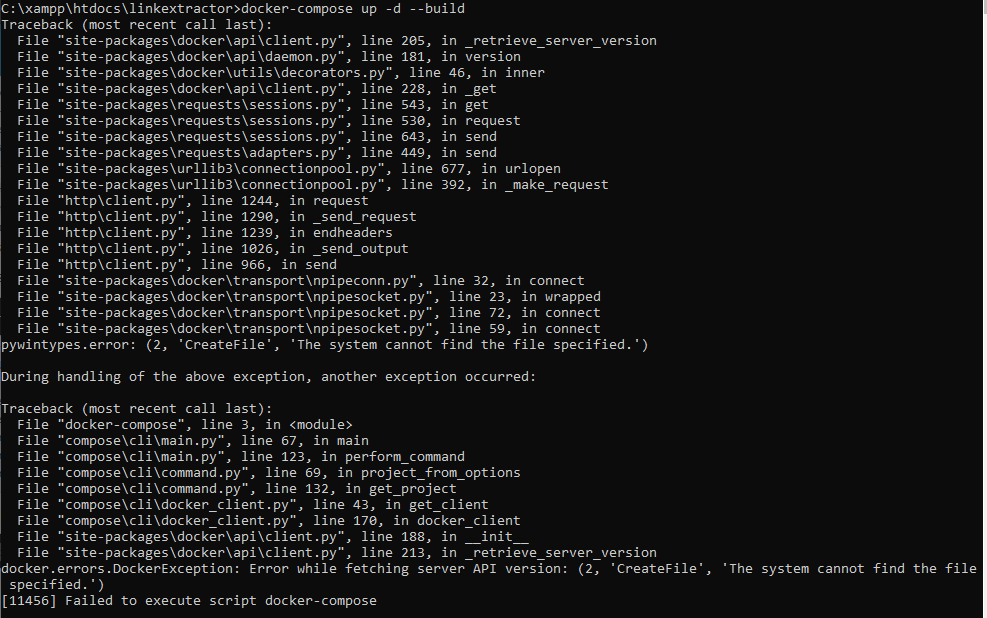 C:\xampp\htdocs\linkextractor>docker-compose up -d --build
Traceback (most recent call last):
  File "site-packages\docker\api\client.py", line 205, in _retrieve_server_version
  File "site-packages\docker\api\daemon.py", line 181, in version
  File "site-packages\docker\utils\decorators.py", line 46, in inner
  File "site-packages\docker\api\client.py", line 228, in _get
  File "site-packages\requests\sessions.py", line 543, in get
  File "site-packages\requests\sessions.py", line 530, in request
  File "site-packages\requests\sessions.py", line 643, in send
  File "site-packages\requests\adapters.py", line 449, in send
  File "site-packages\urllib3\connectionpool.py", line 677, in urlopen
  File "site-packages\urllib3\connectionpool.py", line 392, in _make_request
  File "http\client.py", line 1244, in request
  File "http\client.py", line 1290, in _send_request
  File "http\client.py", line 1239, in endheaders
  File "http\client.py", line 1026, in _send_output
  File "http\client.py", line 966, in send
  File "site-packages\docker\transport\npipeconn.py", line 32, in connect
  File "site-packages\docker\transport\npipesocket.py", line 23, in wrapped
  File "site-packages\docker\transport\npipesocket.py", line 72, in connect
  File "site-packages\docker\transport\npipesocket.py", line 59, in connect
pywintypes.error: (2, 'CreateFile', 'The system cannot find the file specified.')

During handling of the above exception, another exception occurred:

Traceback (most recent call last):
  File "docker-compose", line 3, in <module>
  File "compose\cli\main.py", line 67, in main
  File "compose\cli\main.py", line 123, in perform_command
  File "compose\cli\command.py", line 69, in project_from_options
  File "compose\cli\command.py", line 132, in get_project
  File "compose\cli\docker_client.py", line 43, in get_client
  File "compose\cli\docker_client.py", line 170, in docker_client
  File "site-packages\docker\api\client.py", line 188, in __init__
  File "site-packages\docker\api\client.py", line 213, in _retrieve_server_version
docker.errors.DockerException: Error while fetching server API version: (2, 'CreateFile', 'The system cannot find the file
 specified.')
[11456] Failed to execute script docker-compose